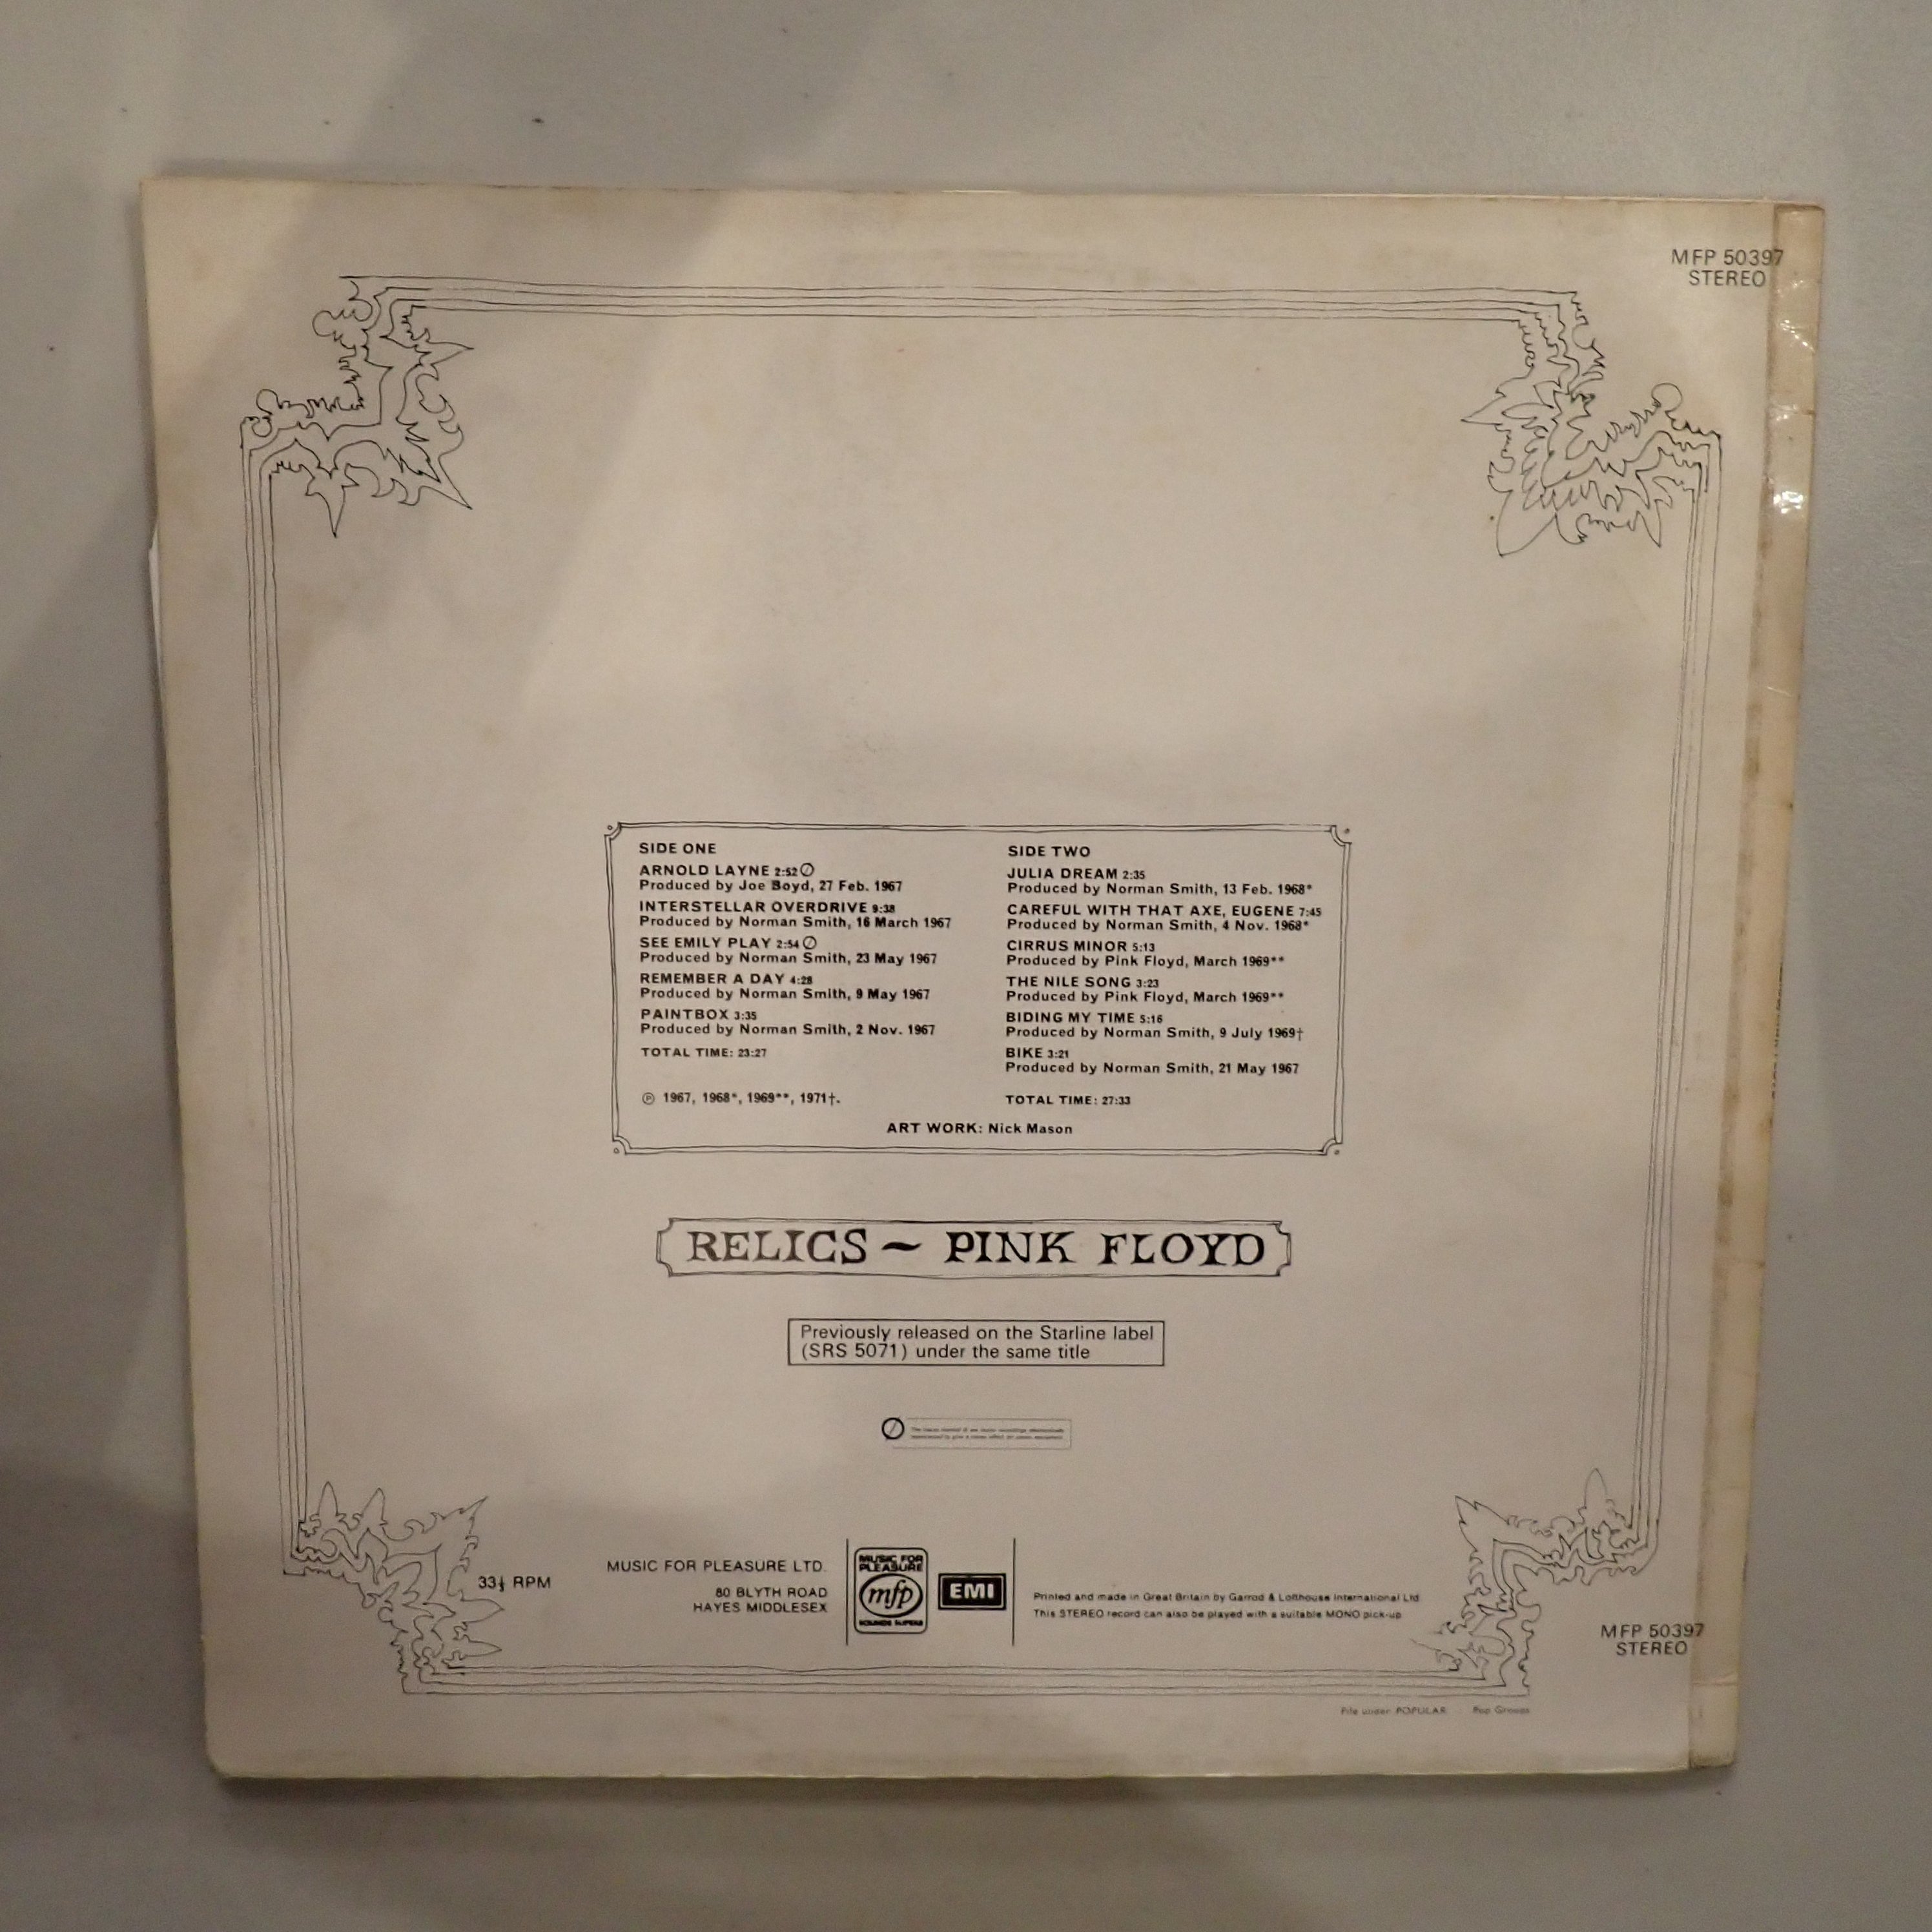 MFP 50397
STEREO
SIDE ONE
ARNOLD LAYNE 2:52
Produced by Joe Boyd, 27 Feb. 1967
INTERSTELLAR OVERDRIVE 9:38
Produced by Norman Smith, 16 March 1967
SEE EMILY PLAY 2:54
Produced by Norman Smith, 23 May 1967
REMEMBER A DAY 4:28
Produced by Norman Smith, 9 May 1967
PAINTBOX 3:35
Produced by Norman Smith, 2 Nov. 1967
TOTAL TIME: 23:27
℗ 1967, 1968*, 1969**, 1971†.
SIDE TWO
JULIA DREAM 2:35
Produced by Norman Smith, 13 Feb. 1968*
CAREFUL WITH THAT AXE, EUGENE 7:45
Produced by Norman Smith, 4 Nov. 1968*
CIRRUS MINOR 5:13
Produced by Pink Floyd, March 1969**
THE NILE SONG 3:23
Produced by Pink Floyd, March 1969**
BIDING MY TIME 5:16
Produced by Norman Smith, 9 July 1969†
BIKE 3:21
Produced by Norman Smith, 21 May 1967
TOTAL TIME: 27:33
ART WORK: Nick Mason
RELICS ~ PINK FLOYD
Previously released on the Starline label
(SRS 5071) under the same title
33⅓ RPM
MUSIC FOR PLEASURE LTD.
80 BLYTH ROAD
HAYES MIDDLESEX
MUSIC FOR
PLEASURE
mfp
EMI
Printed and made in Great Britain by Garrod & Lofthouse International Ltd
This STEREO record can also be played with a suitable MONO pick-up
MFP 50397
STEREO
File under POPULAR Pop Groups